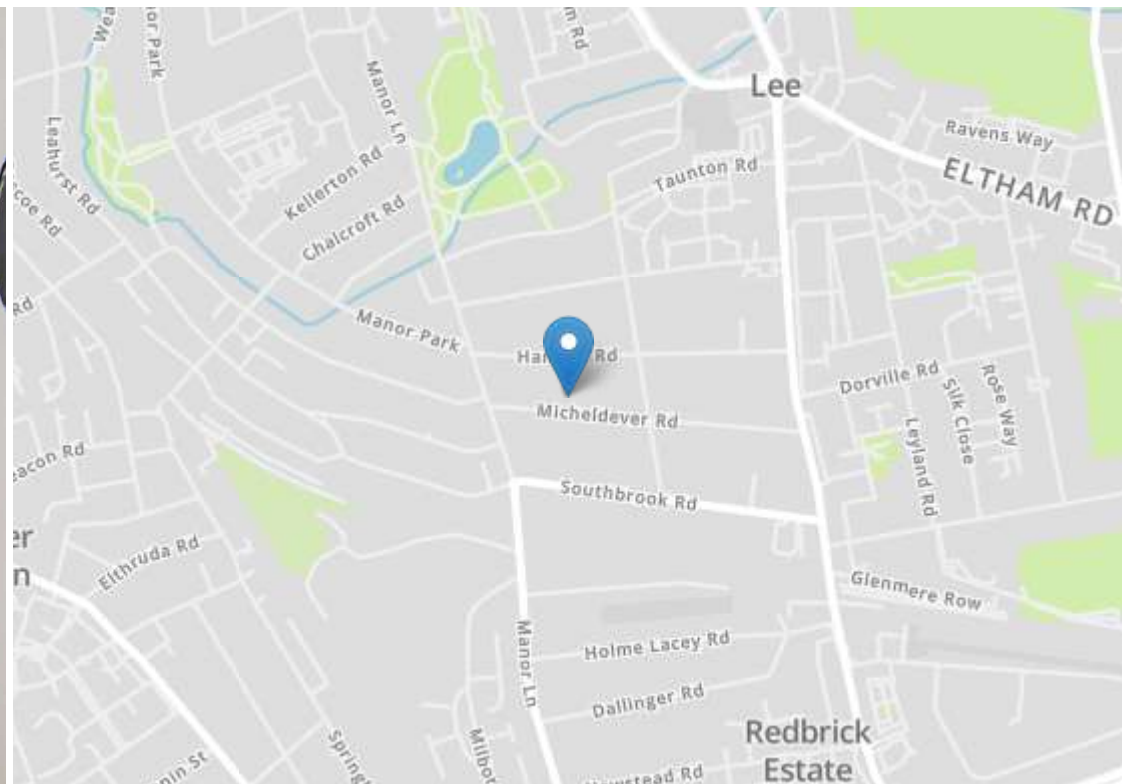 Manor Ln
Lee
Ravens Way
ELTHAM RD
Leahurst Rd
Kellerton Rd
Taunton Rd
Chalcroft Rd
Manor Park
Rd
Dorville Rd
Rose Way
Silk Close
Micheldever Rd
Leyland Rd
Southbrook Rd
Elthruda Rd
Glenmere Row
Manor Ln
Holme Lacey Rd
Dallinger Rd
Redbrick
Estate